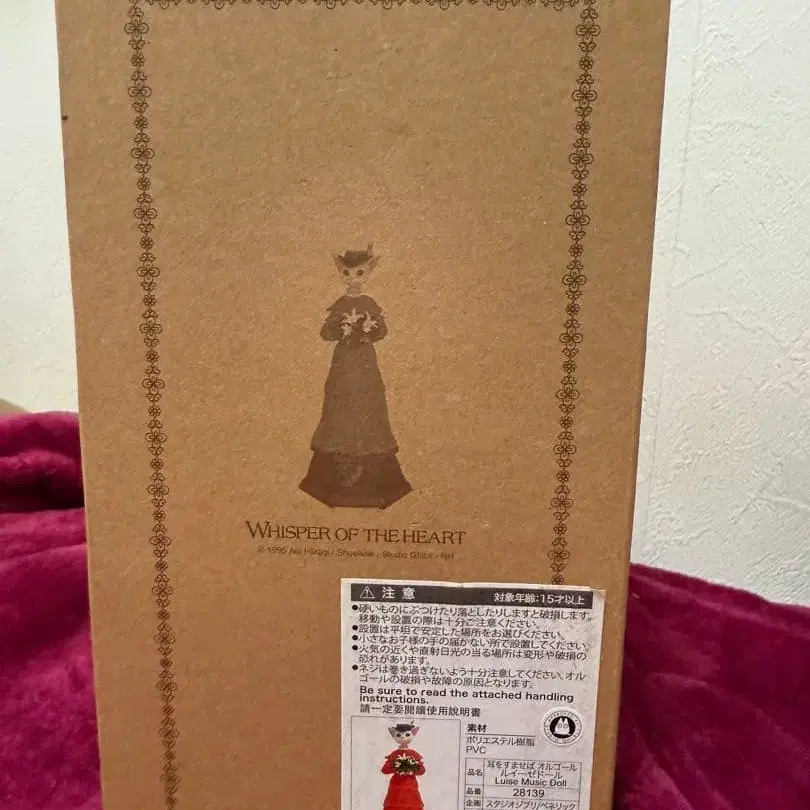 WHISPER OF THE HEART
© 1995 Aoi Hiiragi / Shueisha · Studio Ghibli · NH
⚠ 注意 対象年齢:15才以上
●硬いものにぶつけたり落としたりしますと破損します。
移動や設置の際は十分ご注意ください。
●設置は平坦で安定した場所をお選びください。
●小さなお子様の手の届かない所で設置してください。
●火気の近くや直射日光の当る場所は変形や破損の
恐れがあります。
●ネジは巻き過ぎないよう十分注意してください。オル
ゴールの破損や故障の原因となります。
Be sure to read the attached handling
instructions.
請一定要閱讀使用說明書
素材
ポリエステル樹脂
PVC
品名 耳をすませば オルゴール
ルイーゼドール
Luise Music Doll
品番 28139
企画 スタジオジブリ/ベネリック